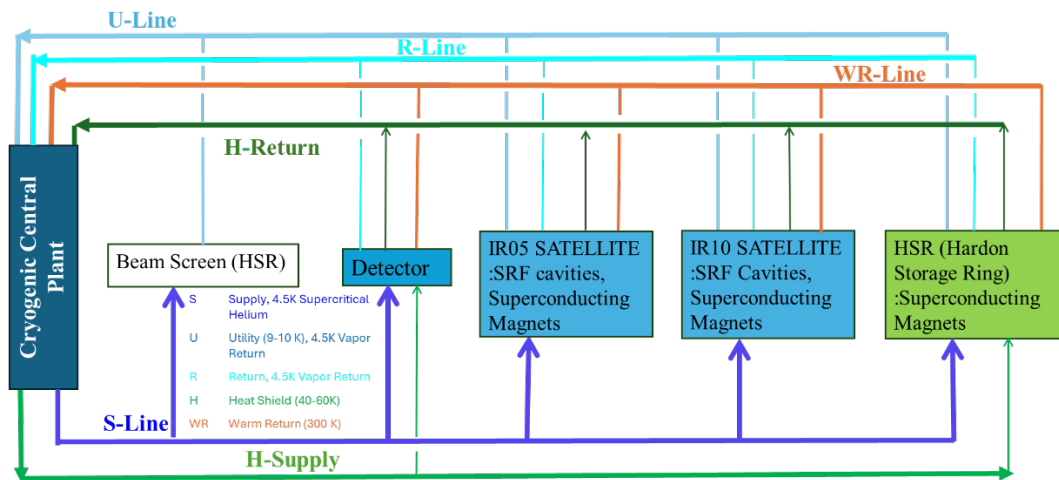 U-Line
R-Line
WR-Line
H-Return
Cryogenic Central
Plant
Beam Screen (HSR)
Detector
IR05 SATELLITE
:SRF cavities,
Superconducting
Magnets
IR10 SATELLITE
:SRF Cavities,
Superconducting
Magnets
HSR (Hardon
Storage Ring)
:Superconducting
Magnets
S Supply, 4.5K Supercritical
Helium
U Utility (9-10 K), 4.5K Vapor
Return
R Return, 4.5K Vapor Return
H Heat Shield (40-60K)
WR Warm Return (300 K)
S-Line
H-Supply